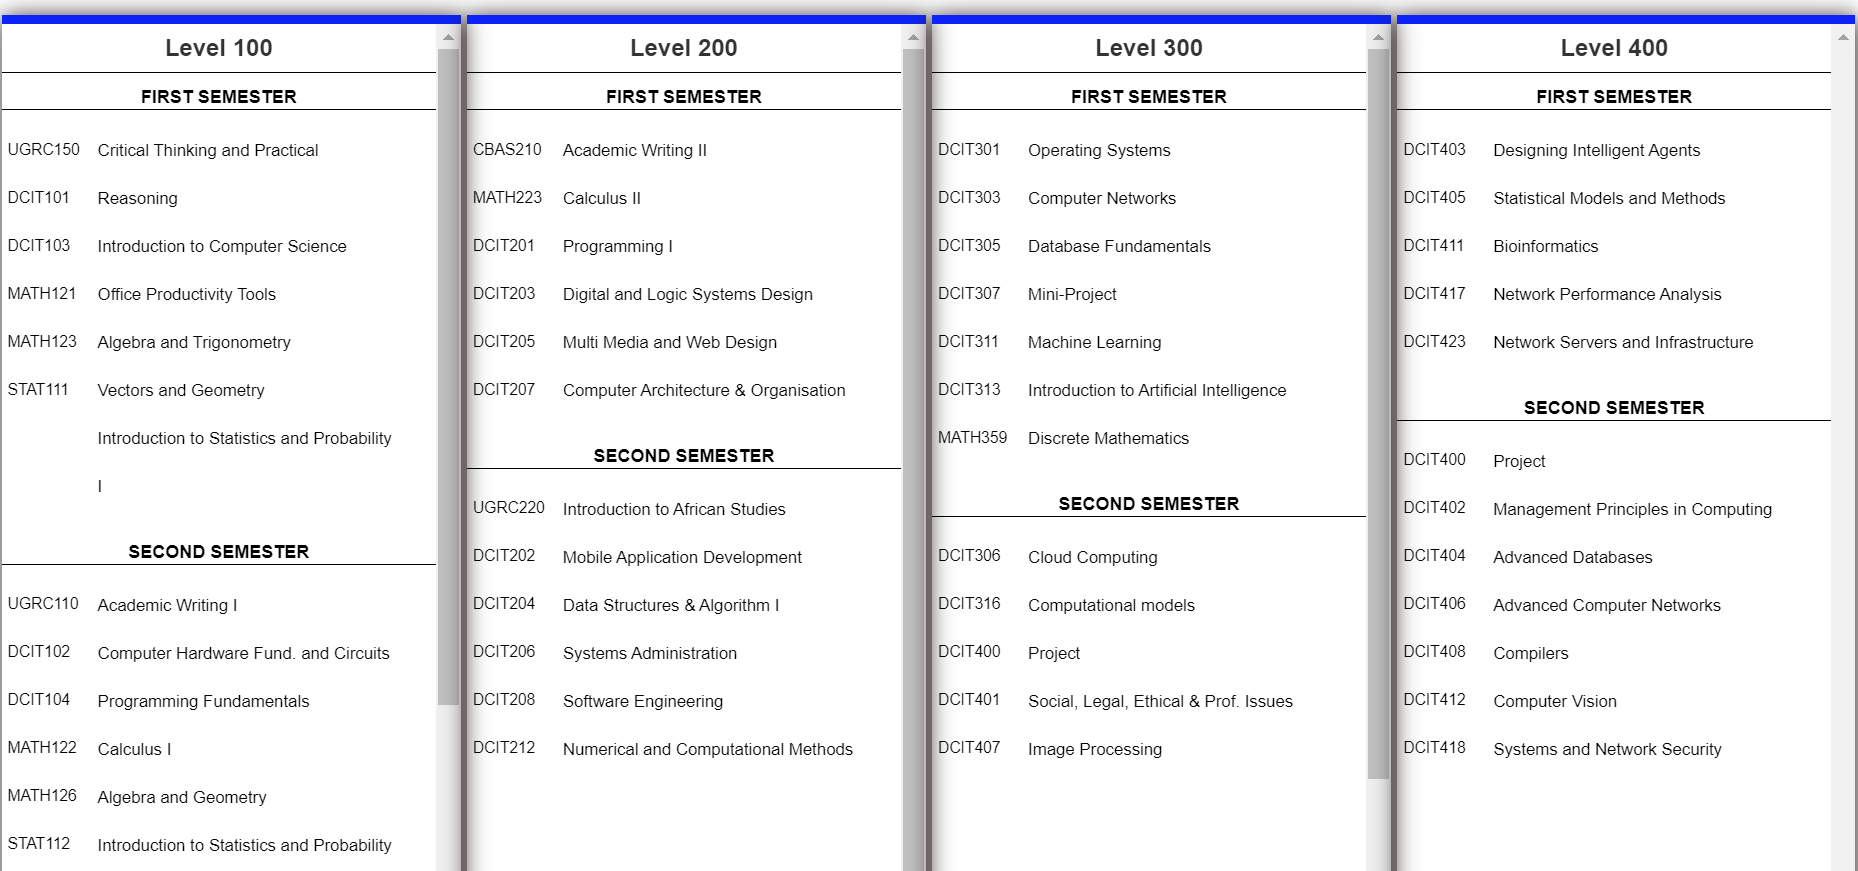 Level 100
FIRST SEMESTER
UGRC150 Critical Thinking and Practical
DCIT101 Reasoning
DCIT103 Introduction to Computer Science
MATH121 Office Productivity Tools
MATH123 Algebra and Trigonometry
STAT111 Vectors and Geometry
Introduction to Statistics and Probability
I
SECOND SEMESTER
UGRC110 Academic Writing I
DCIT102 Computer Hardware Fund. and Circuits
DCIT104 Programming Fundamentals
MATH122 Calculus I
MATH126 Algebra and Geometry
STAT112 Introduction to Statistics and Probability
Level 200
FIRST SEMESTER
CBAS210 Academic Writing II
MATH223 Calculus II
DCIT201 Programming I
DCIT203 Digital and Logic Systems Design
DCIT205 Multi Media and Web Design
DCIT207 Computer Architecture & Organisation
SECOND SEMESTER
UGRC220 Introduction to African Studies
DCIT202 Mobile Application Development
DCIT204 Data Structures & Algorithm I
DCIT206 Systems Administration
DCIT208 Software Engineering
DCIT212 Numerical and Computational Methods
Level 300
FIRST SEMESTER
DCIT301 Operating Systems
DCIT303 Computer Networks
DCIT305 Database Fundamentals
DCIT307 Mini-Project
DCIT311 Machine Learning
DCIT313 Introduction to Artificial Intelligence
MATH359 Discrete Mathematics
SECOND SEMESTER
DCIT306 Cloud Computing
DCIT316 Computational models
DCIT400 Project
DCIT401 Social, Legal, Ethical & Prof. Issues
DCIT407 Image Processing
Level 400
FIRST SEMESTER
DCIT403 Designing Intelligent Agents
DCIT405 Statistical Models and Methods
DCIT411 Bioinformatics
DCIT417 Network Performance Analysis
DCIT423 Network Servers and Infrastructure
SECOND SEMESTER
DCIT400 Project
DCIT402 Management Principles in Computing
DCIT404 Advanced Databases
DCIT406 Advanced Computer Networks
DCIT408 Compilers
DCIT412 Computer Vision
DCIT418 Systems and Network Security